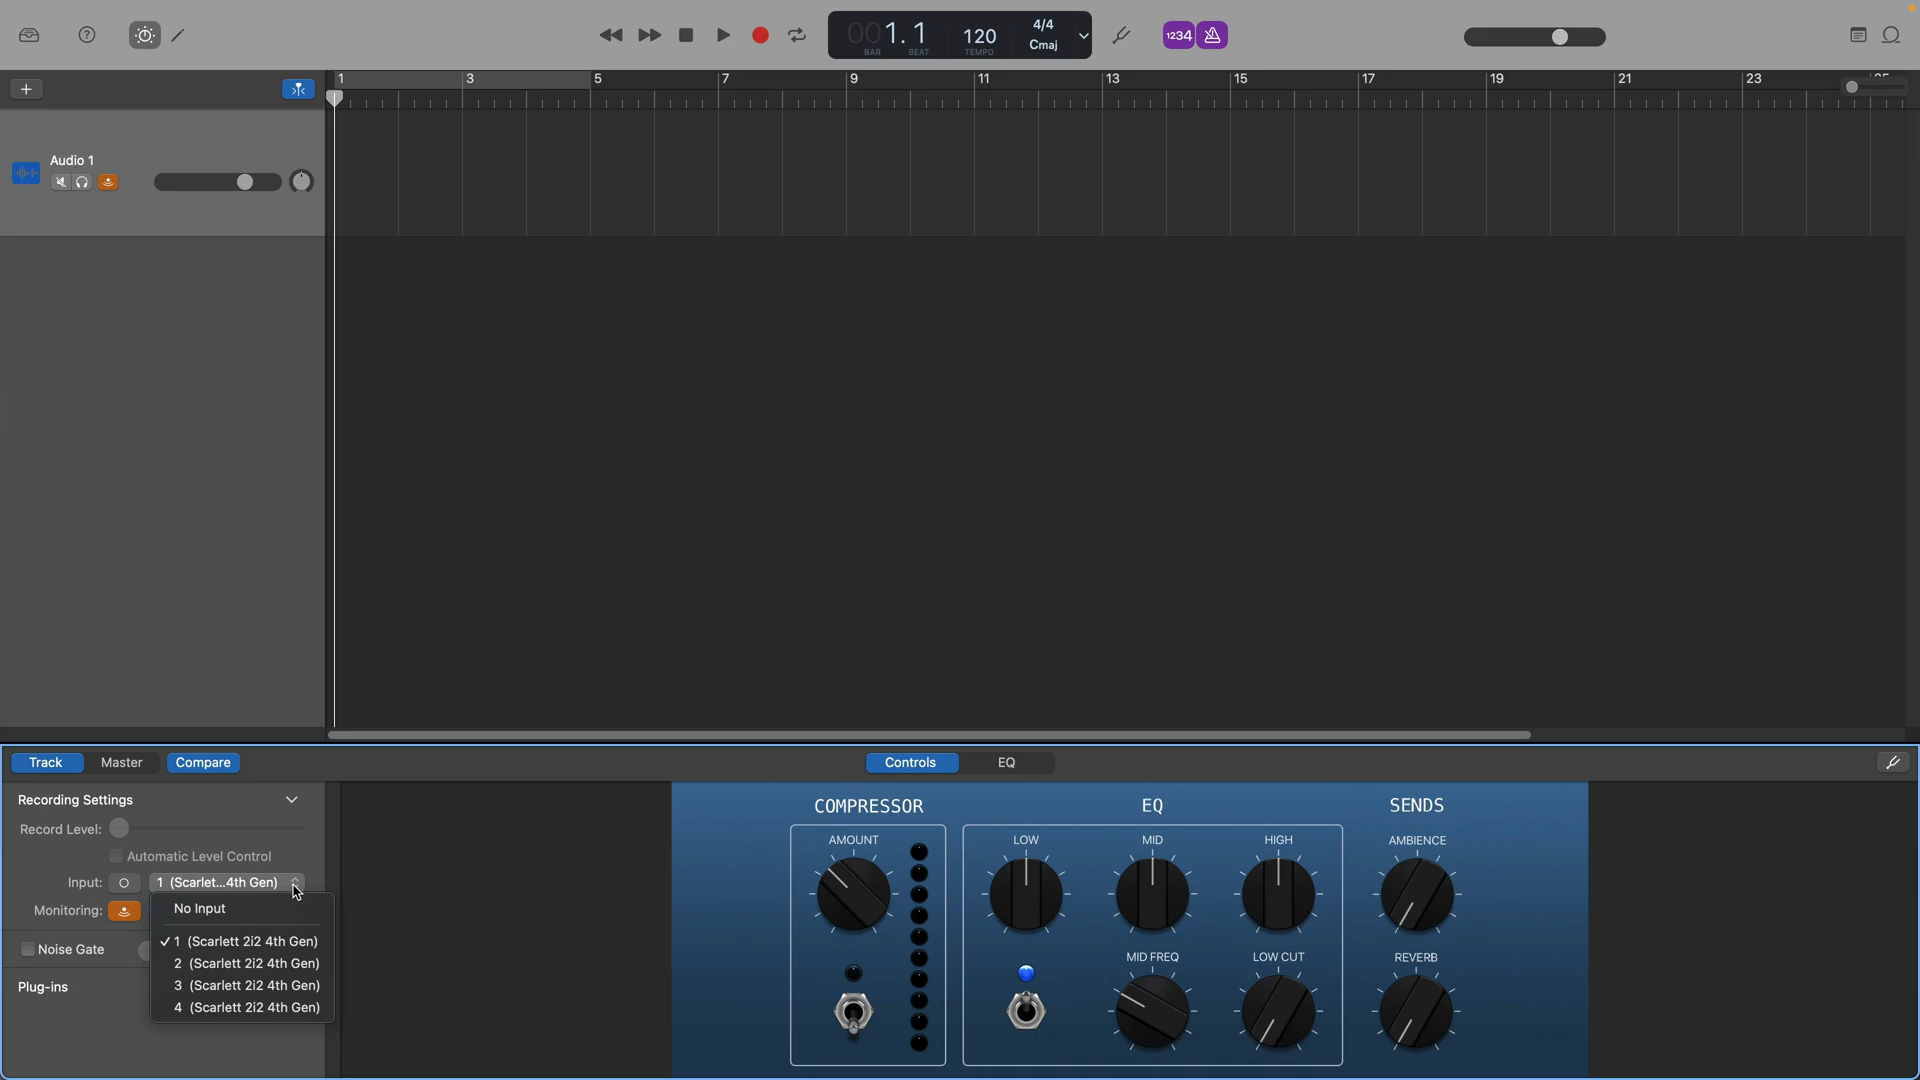 001. 1
BAR
BEAT
120
TEMPO
4/4
Cmaj
1234
1
3
5
7
9
11
13
15
17
19
21
23
Audio 1
Track
Master
Compare
Controls
EQ
Recording Settings
Record Level:
Automatic Level Control
Input:
1 (Scarlet...4th Gen)
No Input
Monitoring:
✓ 1 (Scarlett 2i2 4th Gen)
2 (Scarlett 2i2 4th Gen)
3 (Scarlett 2i2 4th Gen)
4 (Scarlett 2i2 4th Gen)
Noise Gate
Plug-ins
COMPRESSOR
AMOUNT
EQ
LOW
MID
HIGH
MID FREQ
LOW CUT
SENDS
AMBIENCE
REVERB